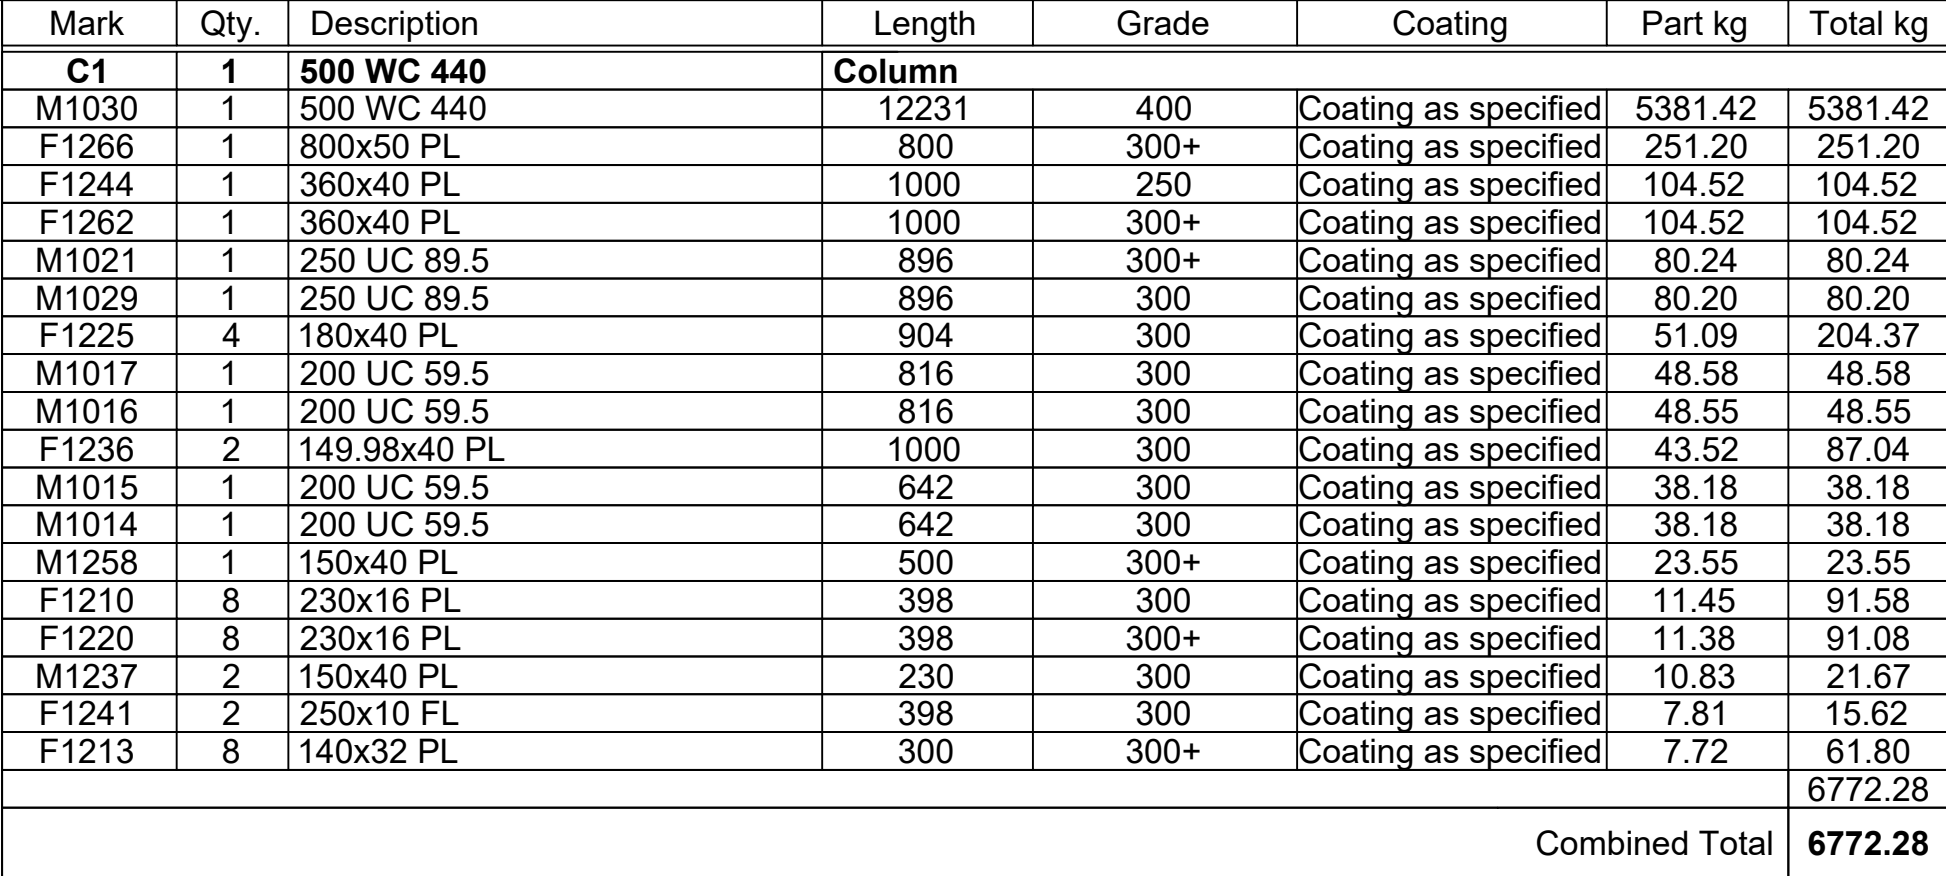 Mark Qty. Description Length Grade Coating Part kg Total kg
C1 1 500 WC 440 Column
M1030 1 500 WC 440 12231 400 Coating as specified 5381.42 5381.42
F1266 1 800x50 PL 800 300+ Coating as specified 251.20 251.20
F1244 1 360x40 PL 1000 250 Coating as specified 104.52 104.52
F1262 1 360x40 PL 1000 300+ Coating as specified 104.52 104.52
M1021 1 250 UC 89.5 896 300+ Coating as specified 80.24 80.24
M1029 1 250 UC 89.5 896 300 Coating as specified 80.20 80.20
F1225 4 180x40 PL 904 300 Coating as specified 51.09 204.37
M1017 1 200 UC 59.5 816 300 Coating as specified 48.58 48.58
M1016 1 200 UC 59.5 816 300 Coating as specified 48.55 48.55
F1236 2 149.98x40 PL 1000 300 Coating as specified 43.52 87.04
M1015 1 200 UC 59.5 642 300 Coating as specified 38.18 38.18
M1014 1 200 UC 59.5 642 300 Coating as specified 38.18 38.18
M1258 1 150x40 PL 500 300+ Coating as specified 23.55 23.55
F1210 8 230x16 PL 398 300 Coating as specified 11.45 91.58
F1220 8 230x16 PL 398 300+ Coating as specified 11.38 91.08
M1237 2 150x40 PL 230 300 Coating as specified 10.83 21.67
F1241 2 250x10 FL 398 300 Coating as specified 7.81 15.62
F1213 8 140x32 PL 300 300+ Coating as specified 7.72 61.80
6772.28
Combined Total 6772.28